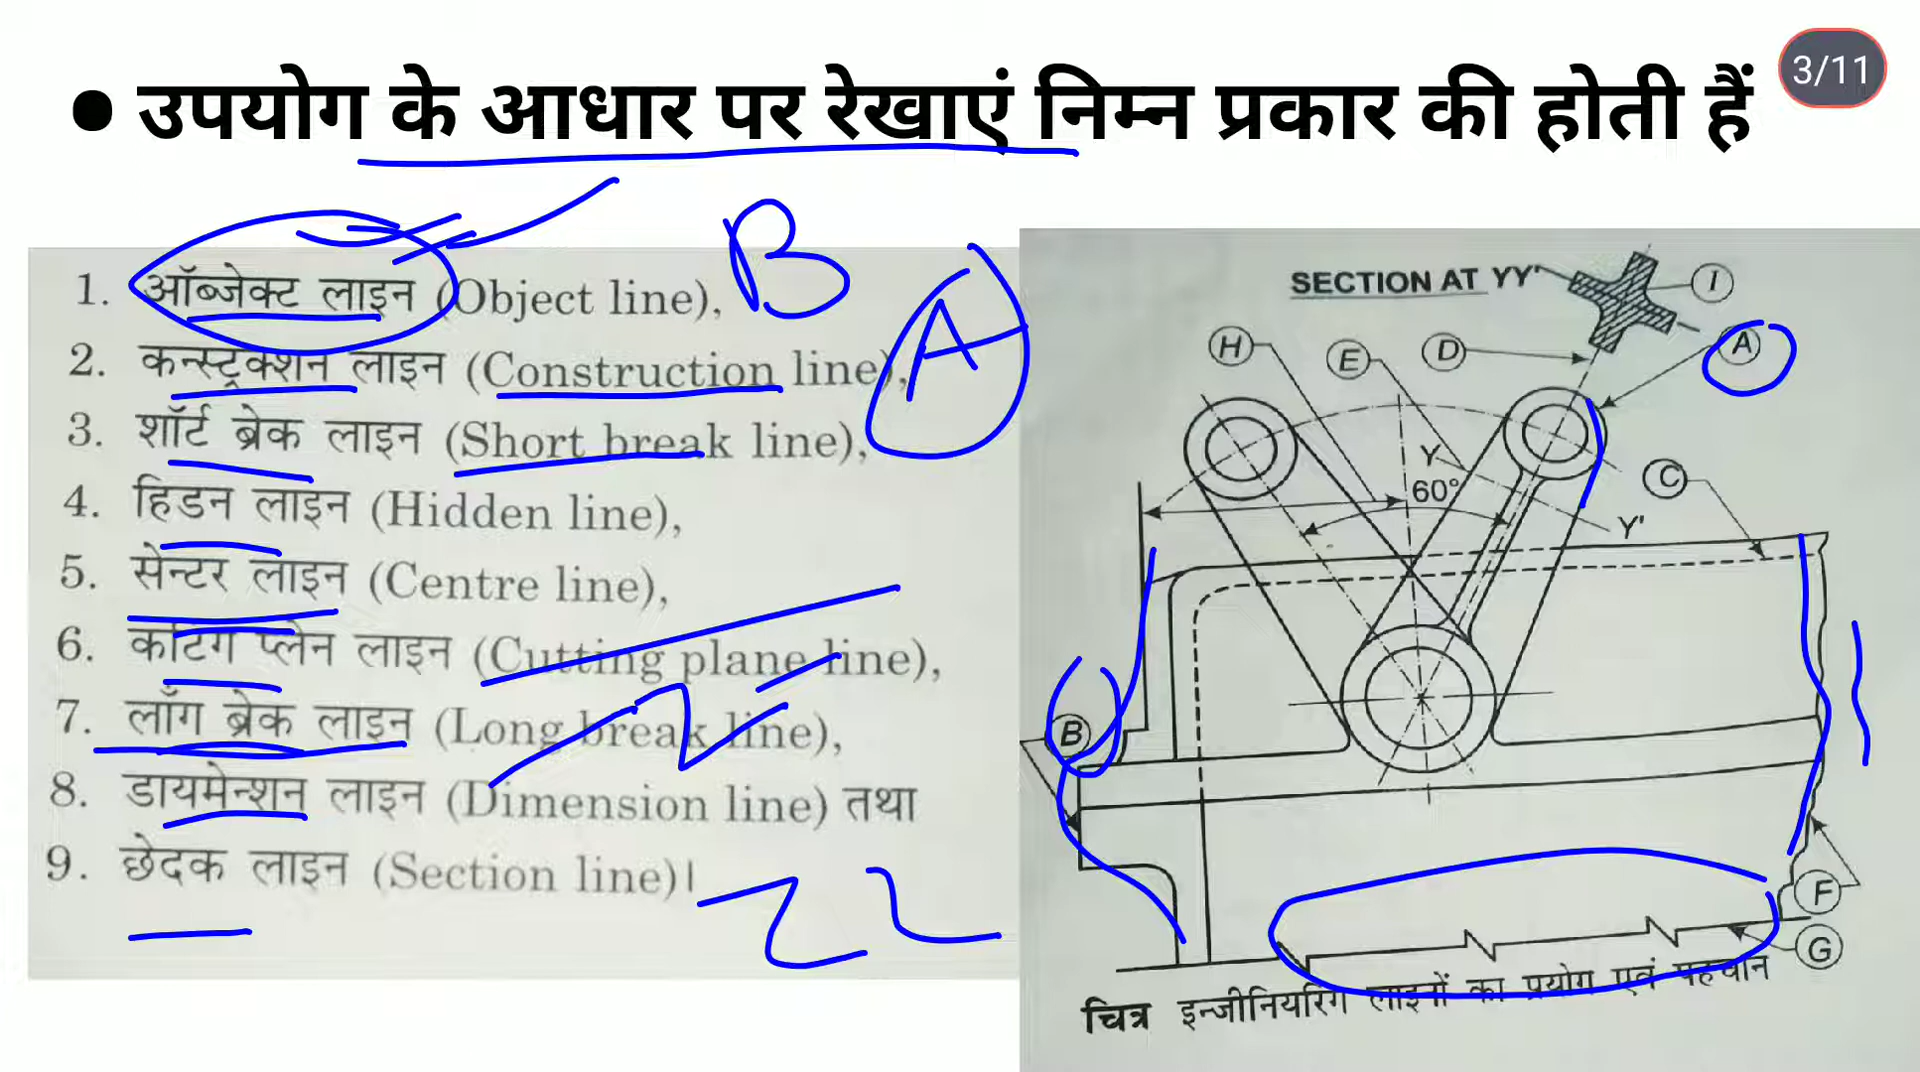 • उपयोग के आधार पर रेखाएं निम्न प्रकार की होती हैं
3/11
1. ऑब्जेक्ट लाइन (Object line),
2. कन्स्ट्रक्शन लाइन (Construction line),
3. शॉर्ट ब्रेक लाइन (Short break line),
4. हिडन लाइन (Hidden line),
5. सेन्टर लाइन (Centre line),
6. कटिंग प्लेन लाइन (Cutting plane line),
7. लाँग ब्रेक लाइन (Long break line),
8. डायमेन्शन लाइन (Dimension line) तथा
9. छेदक लाइन (Section line)।
B
A
SECTION AT YY'
I
H
E
D
A
Y
60°
C
Y'
B
F
G
चित्र इन्जीनियरिंग लाइनों का प्रयोग एवं पहचान